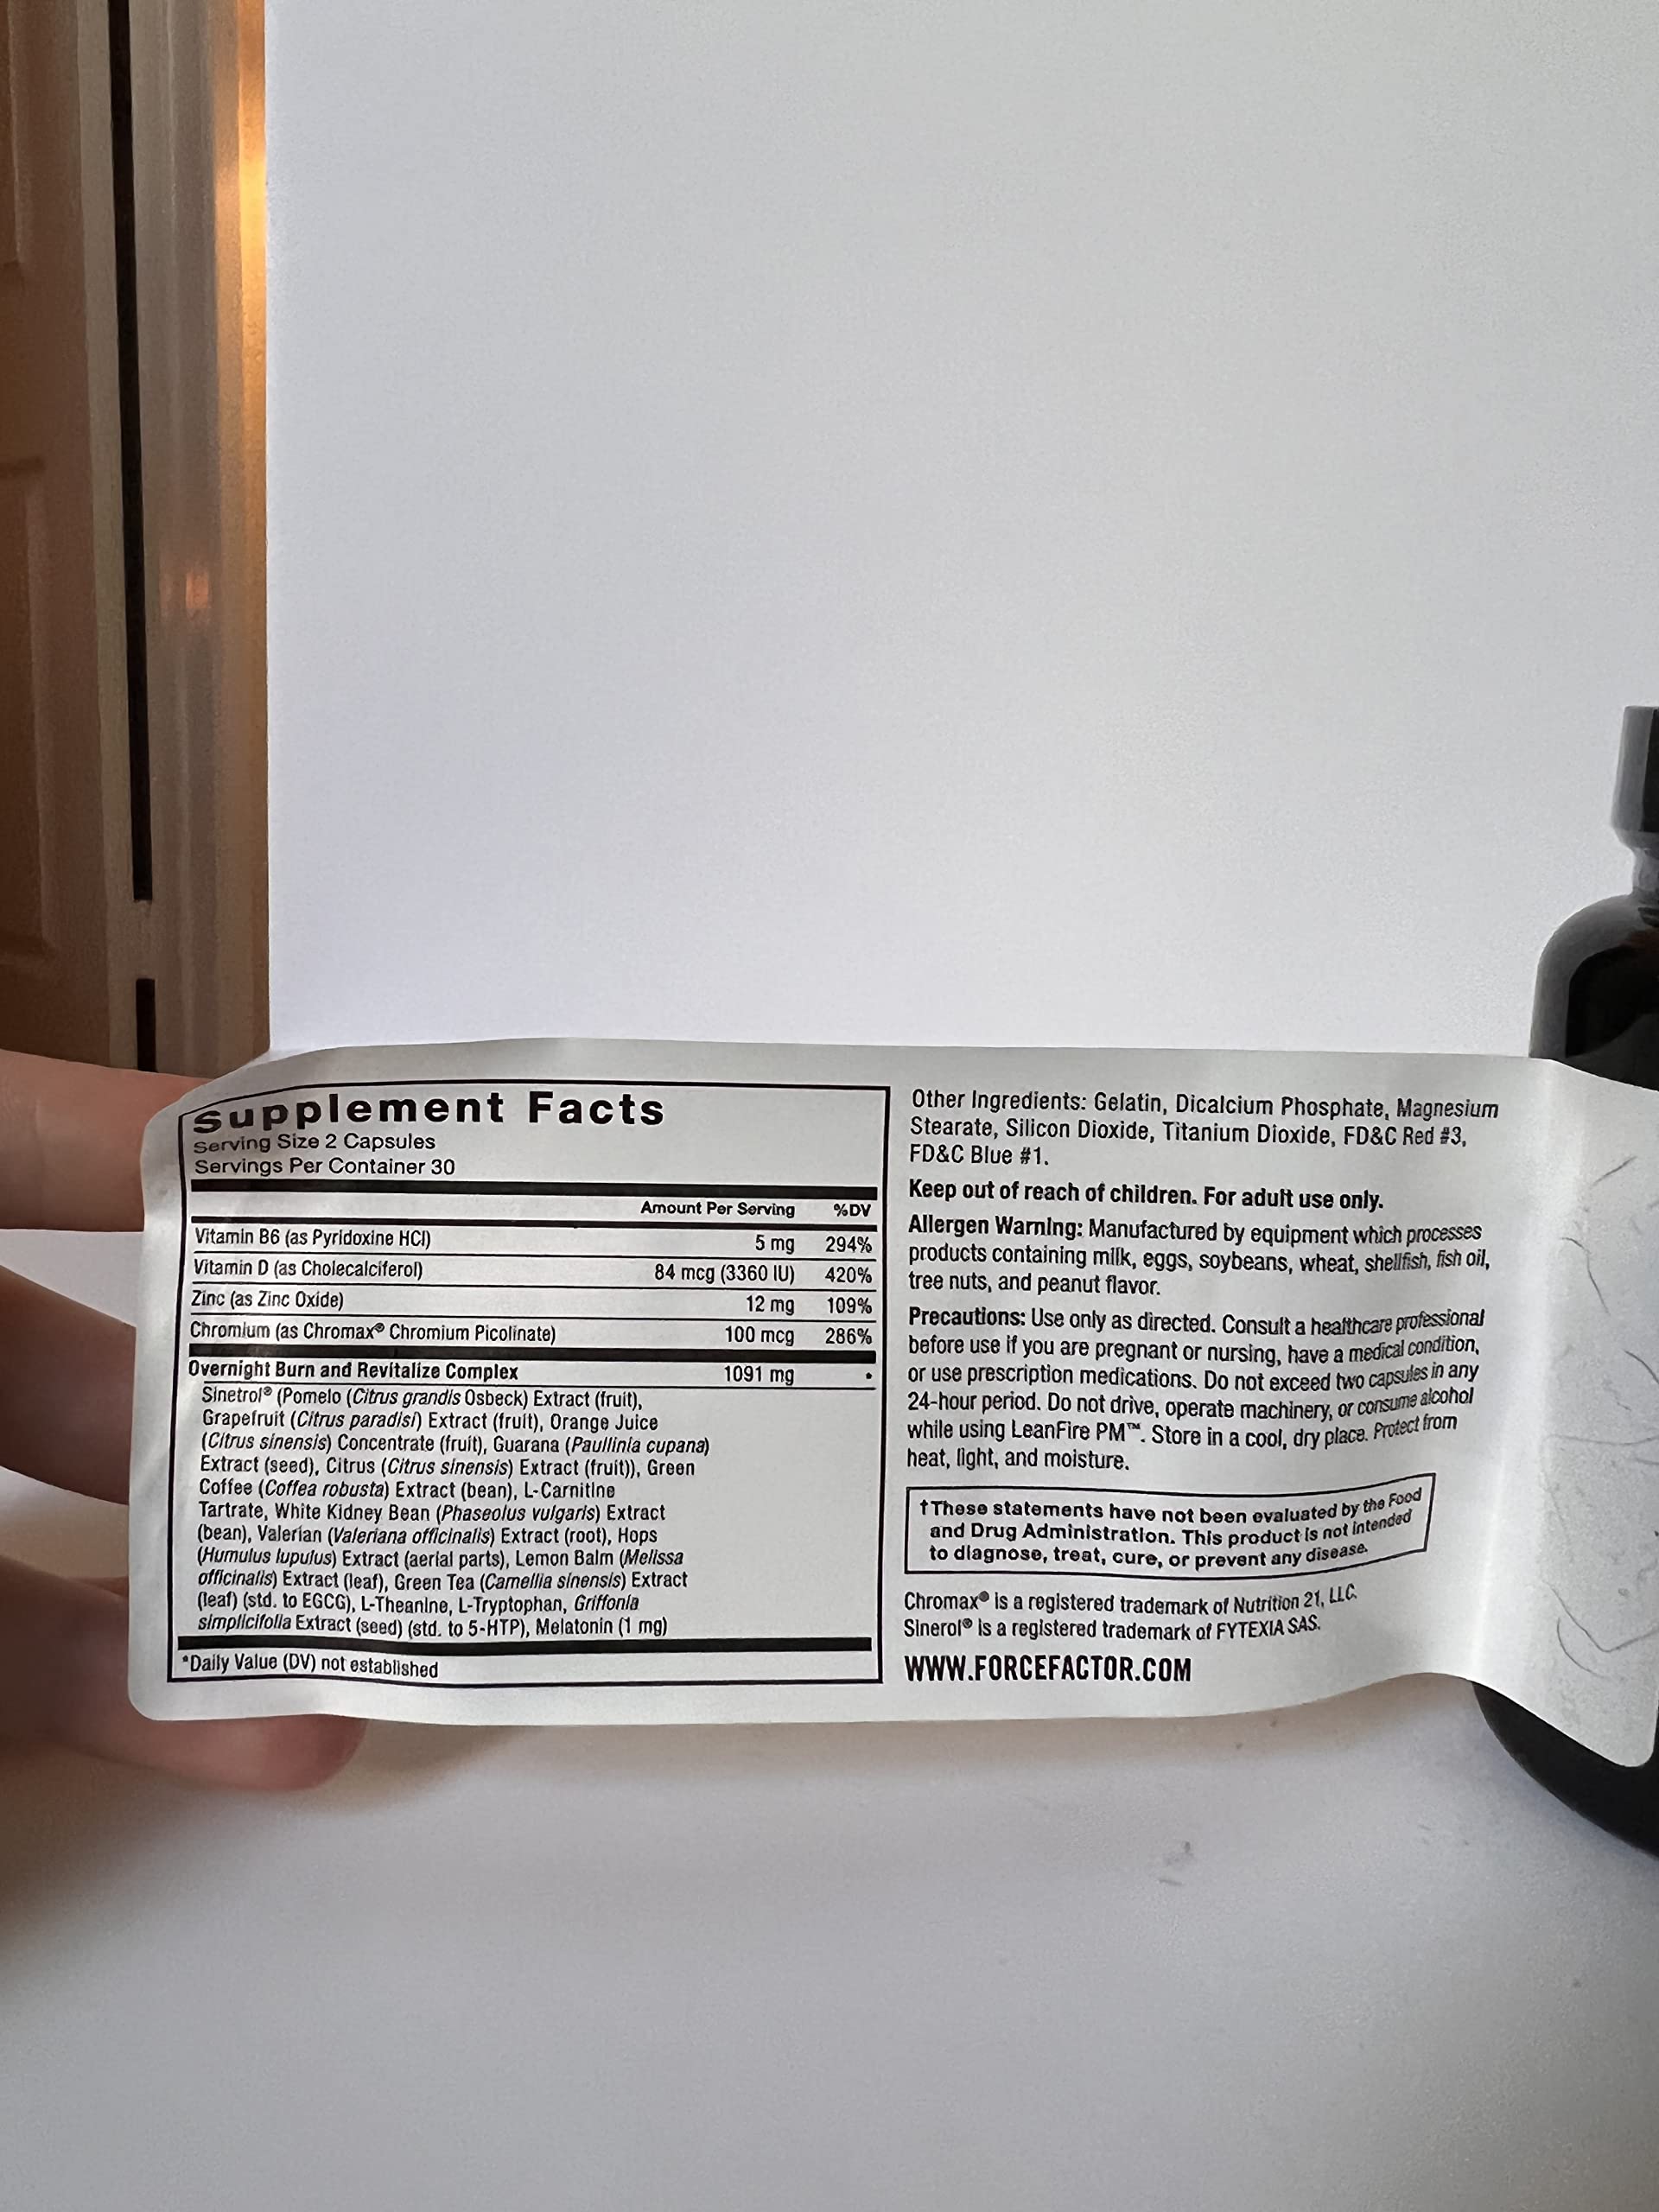 Supplement Facts
Serving Size 2 Capsules
Servings Per Container 30
Amount Per Serving %DV
Vitamin B6 (as Pyridoxine HCl) 5 mg 294%
Vitamin D (as Cholecalciferol) 84 mcg (3360 IU) 420%
Zinc (as Zinc Oxide) 12 mg 109%
Chromium (as Chromax® Chromium Picolinate) 100 mcg 286%
Overnight Burn and Revitalize Complex 1091 mg *
Sinetrol® (Pomelo (Citrus grandis Osbeck) Extract (fruit),
Grapefruit (Citrus paradisi) Extract (fruit), Orange Juice
(Citrus sinensis) Concentrate (fruit), Guarana (Paullinia cupana)
Extract (seed), Citrus (Citrus sinensis) Extract (fruit)), Green
Coffee (Coffea robusta) Extract (bean), L-Carnitine
Tartrate, White Kidney Bean (Phaseolus vulgaris) Extract
(bean), Valerian (Valeriana officinalis) Extract (root), Hops
(Humulus lupulus) Extract (aerial parts), Lemon Balm (Melissa
officinalis) Extract (leaf), Green Tea (Camellia sinensis) Extract
(leaf) (std. to EGCG), L-Theanine, L-Tryptophan, Griffonia
simplicifolia Extract (seed) (std. to 5-HTP), Melatonin (1 mg)
*Daily Value (DV) not established
Other Ingredients: Gelatin, Dicalcium Phosphate, Magnesium
Stearate, Silicon Dioxide, Titanium Dioxide, FD&C Red #3,
FD&C Blue #1.
Keep out of reach of children. For adult use only.
Allergen Warning: Manufactured by equipment which processes
products containing milk, eggs, soybeans, wheat, shellfish, fish oil,
tree nuts, and peanut flavor.
Precautions: Use only as directed. Consult a healthcare professional
before use if you are pregnant or nursing, have a medical condition,
or use prescription medications. Do not exceed two capsules in any
24-hour period. Do not drive, operate machinery, or consume alcohol
while using LeanFire PM™. Store in a cool, dry place. Protect from
heat, light, and moisture.
†These statements have not been evaluated by the Food
and Drug Administration. This product is not intended
to diagnose, treat, cure, or prevent any disease.
Chromax® is a registered trademark of Nutrition 21, LLC.
Sinerol® is a registered trademark of FYTEXIA SAS.
WWW.FORCEFACTOR.COM